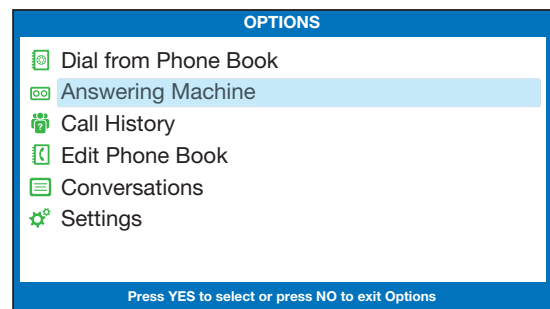 OPTIONS
Dial from Phone Book
Answering Machine
Call History
Edit Phone Book
Conversations
Settings
Press YES to select or press NO to exit Options